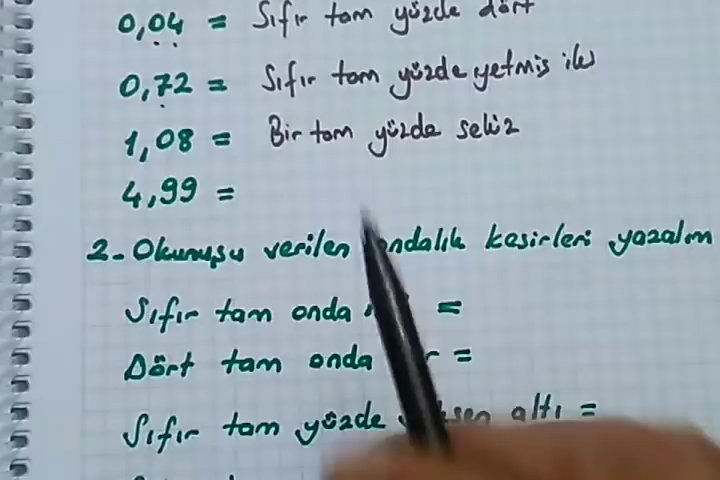 0,04 = Sıfır tam yüzde dört
0,72 = Sıfır tam yüzde yetmiş iki
1,08 = Bir tam yüzde sekiz
4,99 =
2- Okunuşu verilen ondalık kesirleri yazalım
Sıfır tam onda =
Dört tam onda =
Sıfır tam yüzde altı =